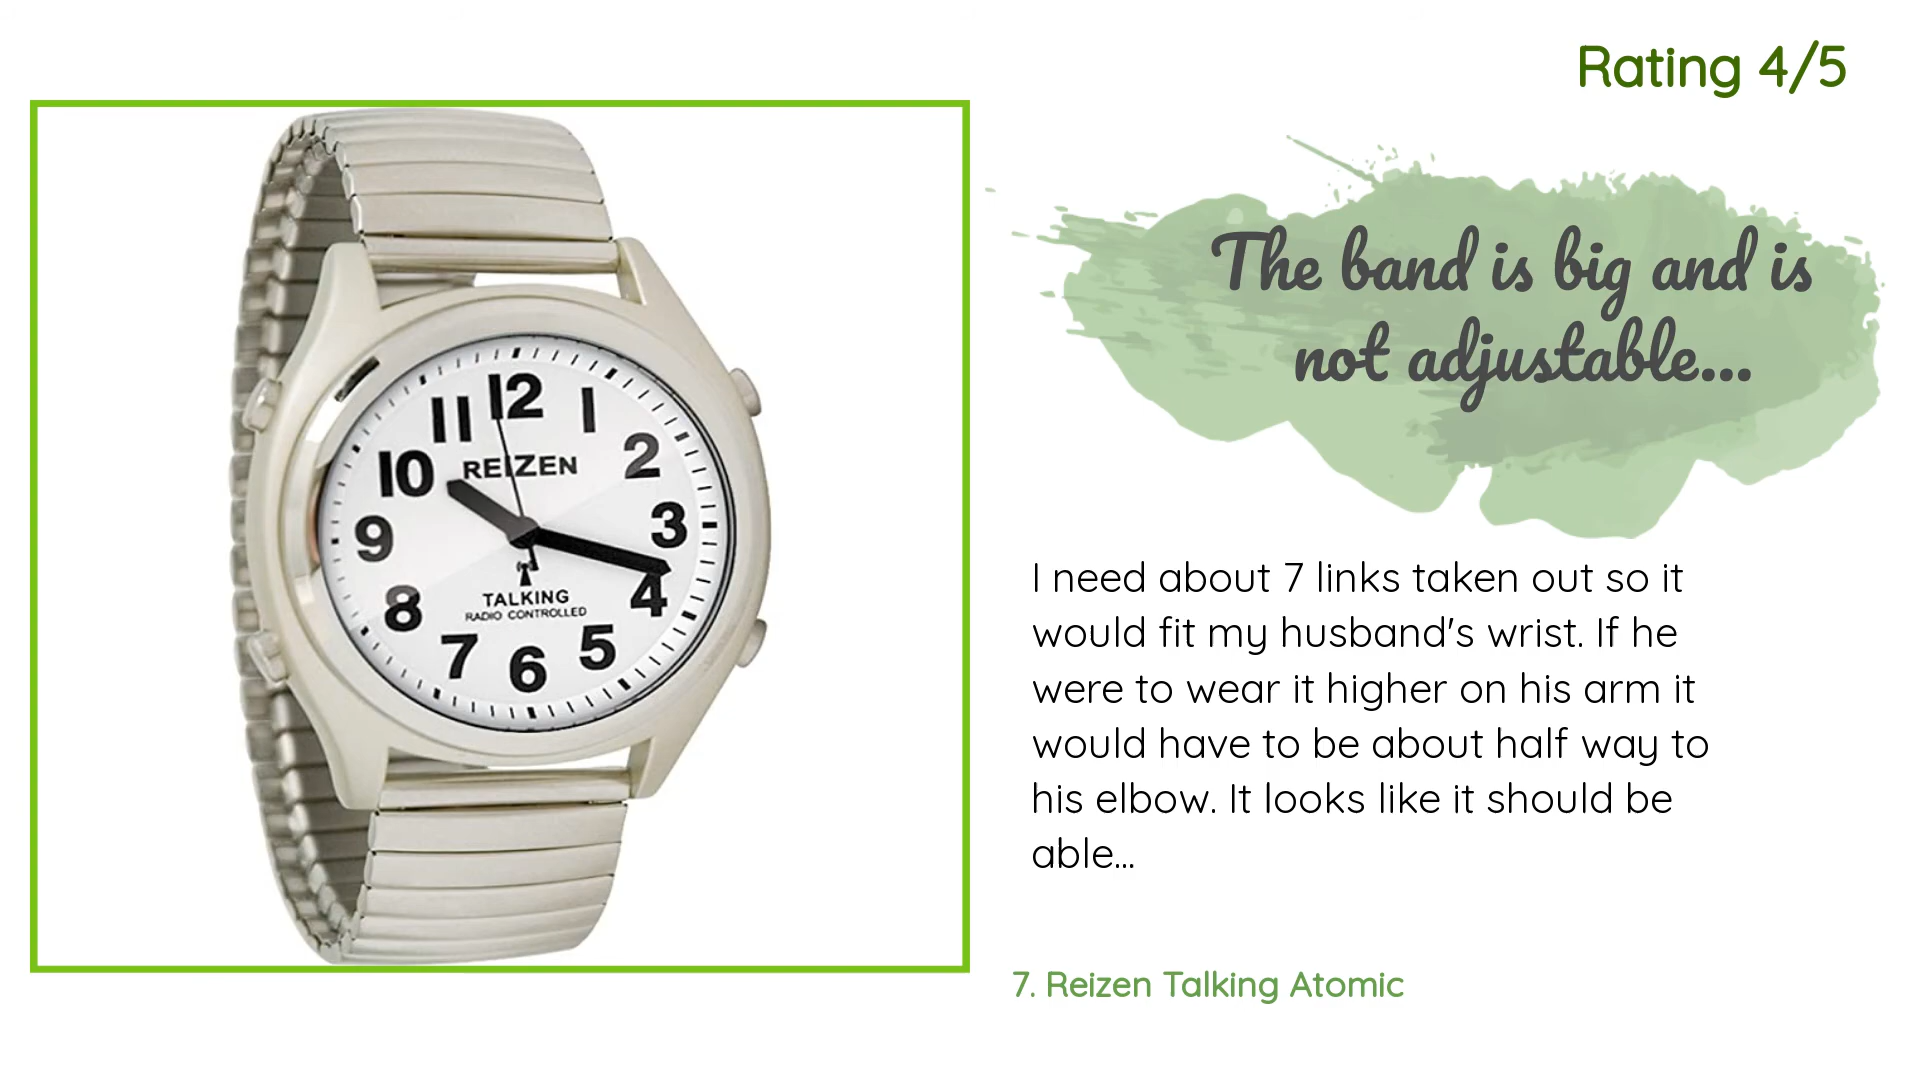 Rating 4/5
The band is big and is
not adjustable...
I need about 7 links taken out so it
would fit my husband's wrist. If he
were to wear it higher on his arm it
would have to be about half way to
his elbow. It looks like it should be
able...
7. Reizen Talking Atomic
12
11
1
10
2
REIZEN
9
3
8
4
TALKING
RADIO CONTROLLED
7
5
6